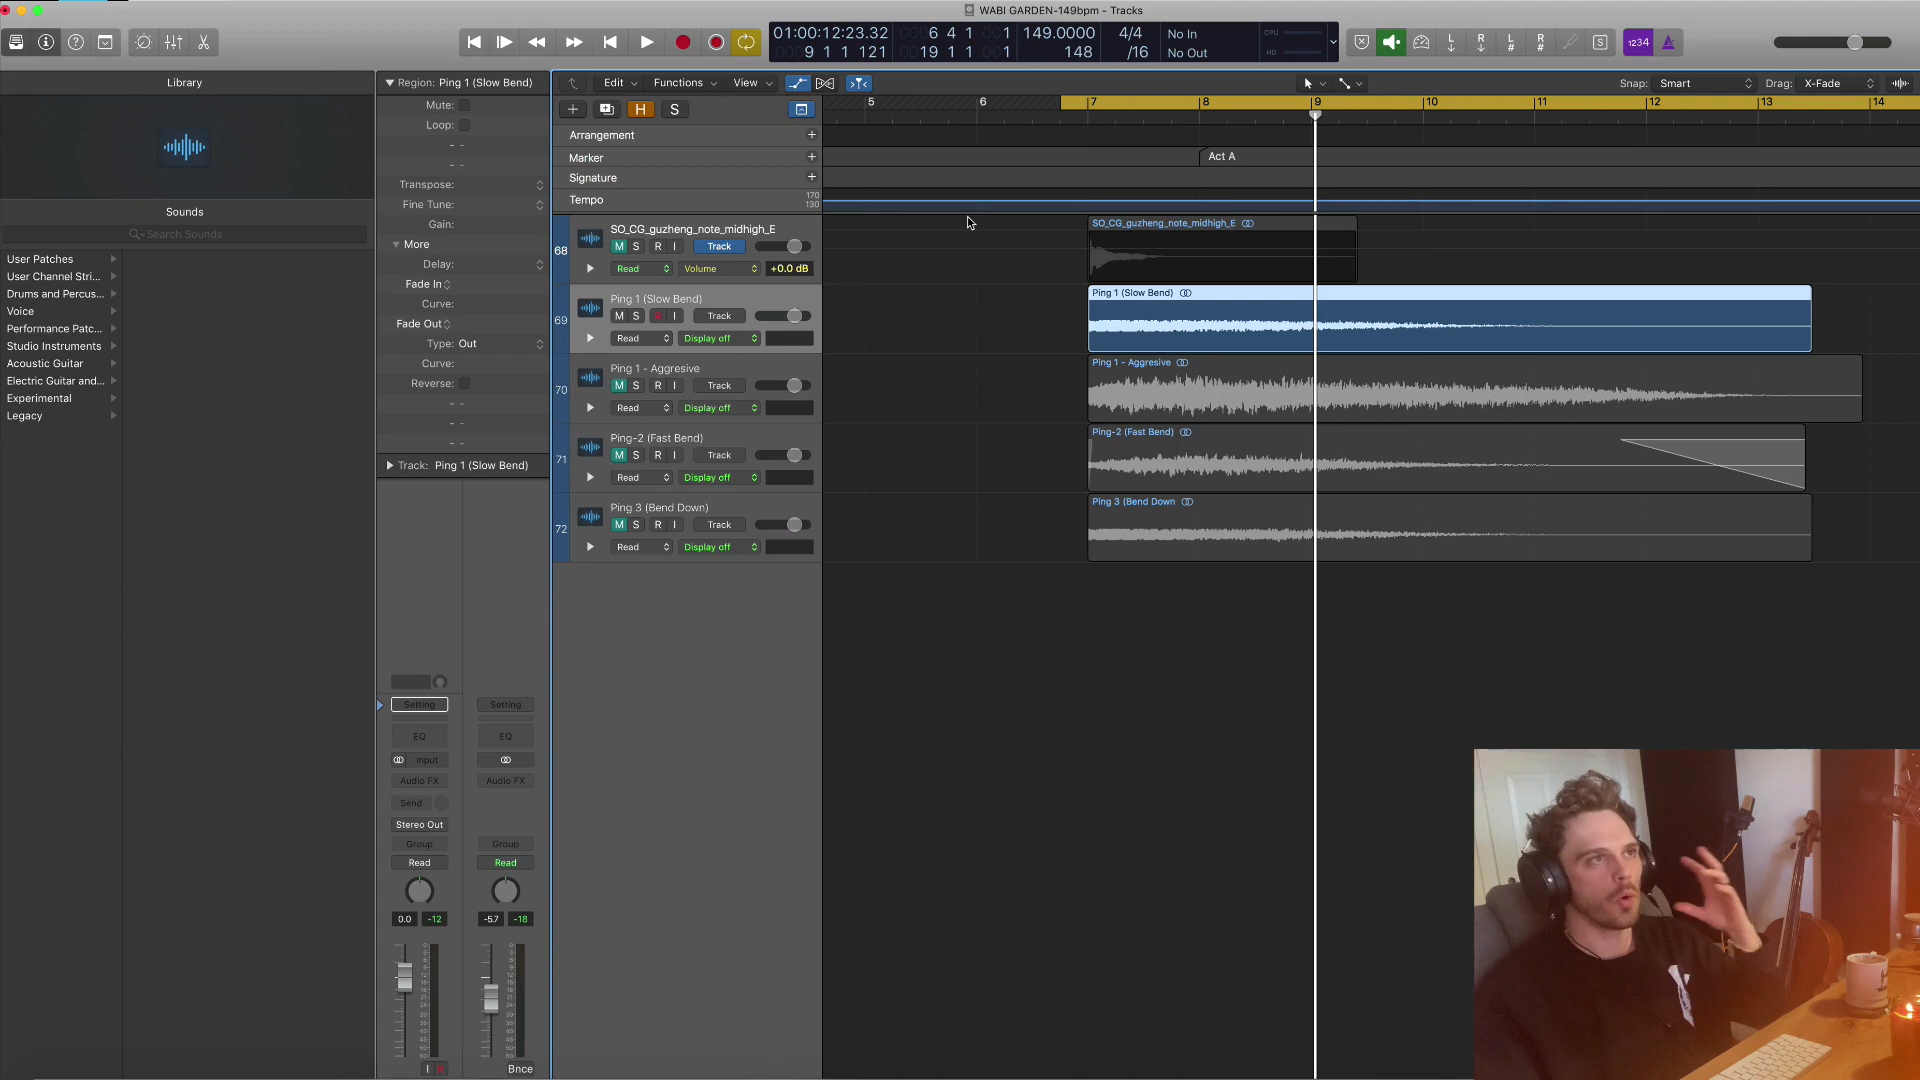 WABI GARDEN-149bpm - Tracks
01:00:12:23.32
9 1 1 121
6 4 1 1
19 1 1 1
149.0000
148
4/4
/16
No In
No Out
CPU
HD
1234
Library
Sounds
Search Sounds
User Patches
User Channel Stri...
Drums and Percus...
Voice
Performance Patc...
Studio Instruments
Acoustic Guitar
Electric Guitar and...
Experimental
Legacy
Region: Ping 1 (Slow Bend)
Mute:
Loop:
Transpose:
Fine Tune:
Gain:
More
Delay:
Fade In
Curve:
Fade Out
Type: Out
Curve:
Reverse:
Track: Ping 1 (Slow Bend)
Setting
EQ
Input
Audio FX
Send
Stereo Out
Group
Read
0.0 -12
I R
Setting
EQ
Audio FX
Group
Read
-5.7 -18
Bnce
Edit Functions View
Snap: Smart
Drag: X-Fade
H S
5 6 7 8 9 10 11 12 13 14
Arrangement
Marker
Act A
Signature
Tempo
170
130
68
SO_CG_guzheng_note_midhigh_E
M S R I Track
Read Volume +0.0 dB
SO_CG_guzheng_note_midhigh_E
69
Ping 1 (Slow Bend)
M S R I Track
Read Display off
Ping 1 (Slow Bend)
70
Ping 1 - Aggresive
M S R I Track
Read Display off
Ping 1 - Aggresive
71
Ping-2 (Fast Bend)
M S R I Track
Read Display off
Ping-2 (Fast Bend)
72
Ping 3 (Bend Down)
M S R I Track
Read Display off
Ping 3 (Bend Down